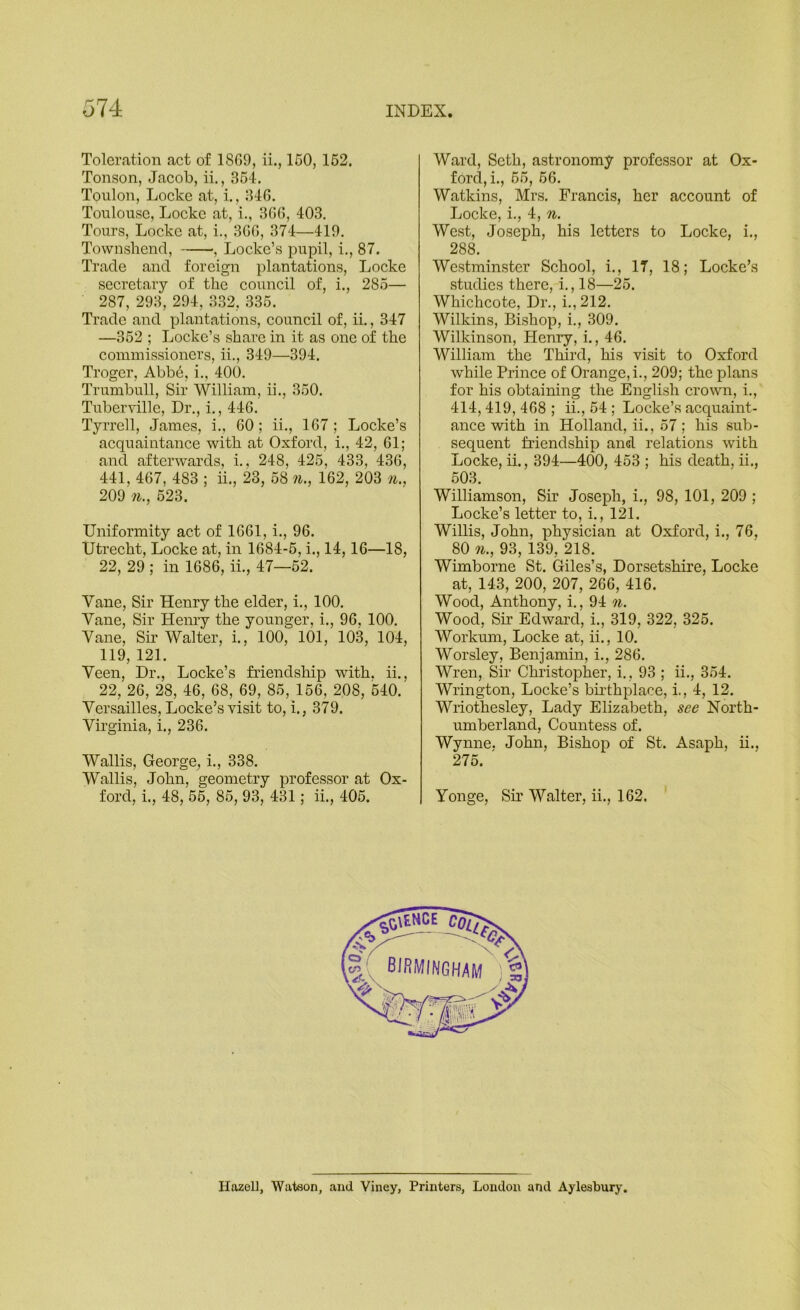 574
INDEX.
Toleration act of 1869, ii., 150, 152.
Tonson, Jacob, ii., 354.
Toulon, Locke at, i., 346.
Toulouse, Locke at, i., 366, 403.
Tours, Locke at, i., 366, 374—419.
Townshend, ——, Locke's pupil, i., 87.
Trade and foreign plantations, Locke
secretary of the council of, i., 285—
287, 293, 294, 332, 335.
Trade and plantations, council of, ii., 347
—352 ; Locke's share in it as one of the
commissioners, ii., 349—394.
Troger, Abbé, i., 400.
Trumbull, Sir William, ii., 350.
Tuberville, Dr., i., 446.
Tyrrell, James, i., 60; ii., 167; Locke's
acquaintance with at Oxford, i., 42, 61;
and afterwards, i., 248, 425, 433, 436,
441, 467, 483 ; ii., 23, 58 n., 162, 203 n.,
209 n., 523.
Uniformity act of 1661, i., 96.
Utrecht, Locke at, in 1684-5, i., 14, 16—18,
22, 29 ; in 1686, ii., 47—52.
Vane, Sir Henry the elder, i., 100.
Vane, Sir Henry the younger, i., 96, 100.
Vane, Sir Walter, i., 100, 101, 103, 104,
119, 121.
Veen, Dr., Locke's friendship with, ii.,
22, 26, 28, 46, 68, 69, 85, 156, 208, 540.
Versailles, Locke's visit to, i., 379.
Virginia, i., 236.
Wallis, George, i., 338.
Wallis, John, geometry professor at Ox-
ford, i., 48, 55, 85, 93, 431; ii., 405.
Ward, Seth, astronomy professor at Ox-
ford, i., 55, 56.
Watkins, Mrs. Francis, her account of
Locke, i., 4, n.
West, Joseph, his letters to Locke, i.,
288.
Westminster School, i., 17, 18; Locke's
studies there, i., 18—25.
Whichcote, Dr., i., 212.
Wilkins, Bishop, i., 309.
Wilkinson, Henry, i., 46.
William the Third, his visit to Oxford
while Prince of Orange, i., 209; the plans
for his obtaining the English crown, i.,
414, 419, 468 ; ii., 54 ; Locke's acquaint-
ance with in Holland, ii., 57 ; his sub-
sequent friendship and relations with
Locke, ii., 394—400, 453 ; his death, ii.,
503.
Williamson, Sir Joseph, i., 98, 101, 209 ;
Locke's letter to, i., 121.
Willis, John, physician at Oxford, i., 76,
80 n., 93, 139, 218.
Wimborne St. Giles's, Dorsetshire, Locke
at, 143, 200, 207, 266, 416.
Wood, Anthony, i., 94 n.
Wood, Sir Edward, i., 319, 322, 325.
Workum, Locke at, ii., 10.
Worsley, Benjamin, i., 286.
Wren, Sir Christopher, i., 93 ; ii., 354.
Wrington, Locke's birthplace, i., 4, 12.
Wriothesley, Lady Elizabeth, see North-
umberland, Countess of.
Wynne, John, Bishop of St. Asaph, ii.,
275.
Yonge, Sir Walter, ii., 162.
MASON'S SCIENCE COLLEGE LIBRARY
BIRMINGHAM
Hazell, Watson, and Viney, Printers, London and Aylesbury.